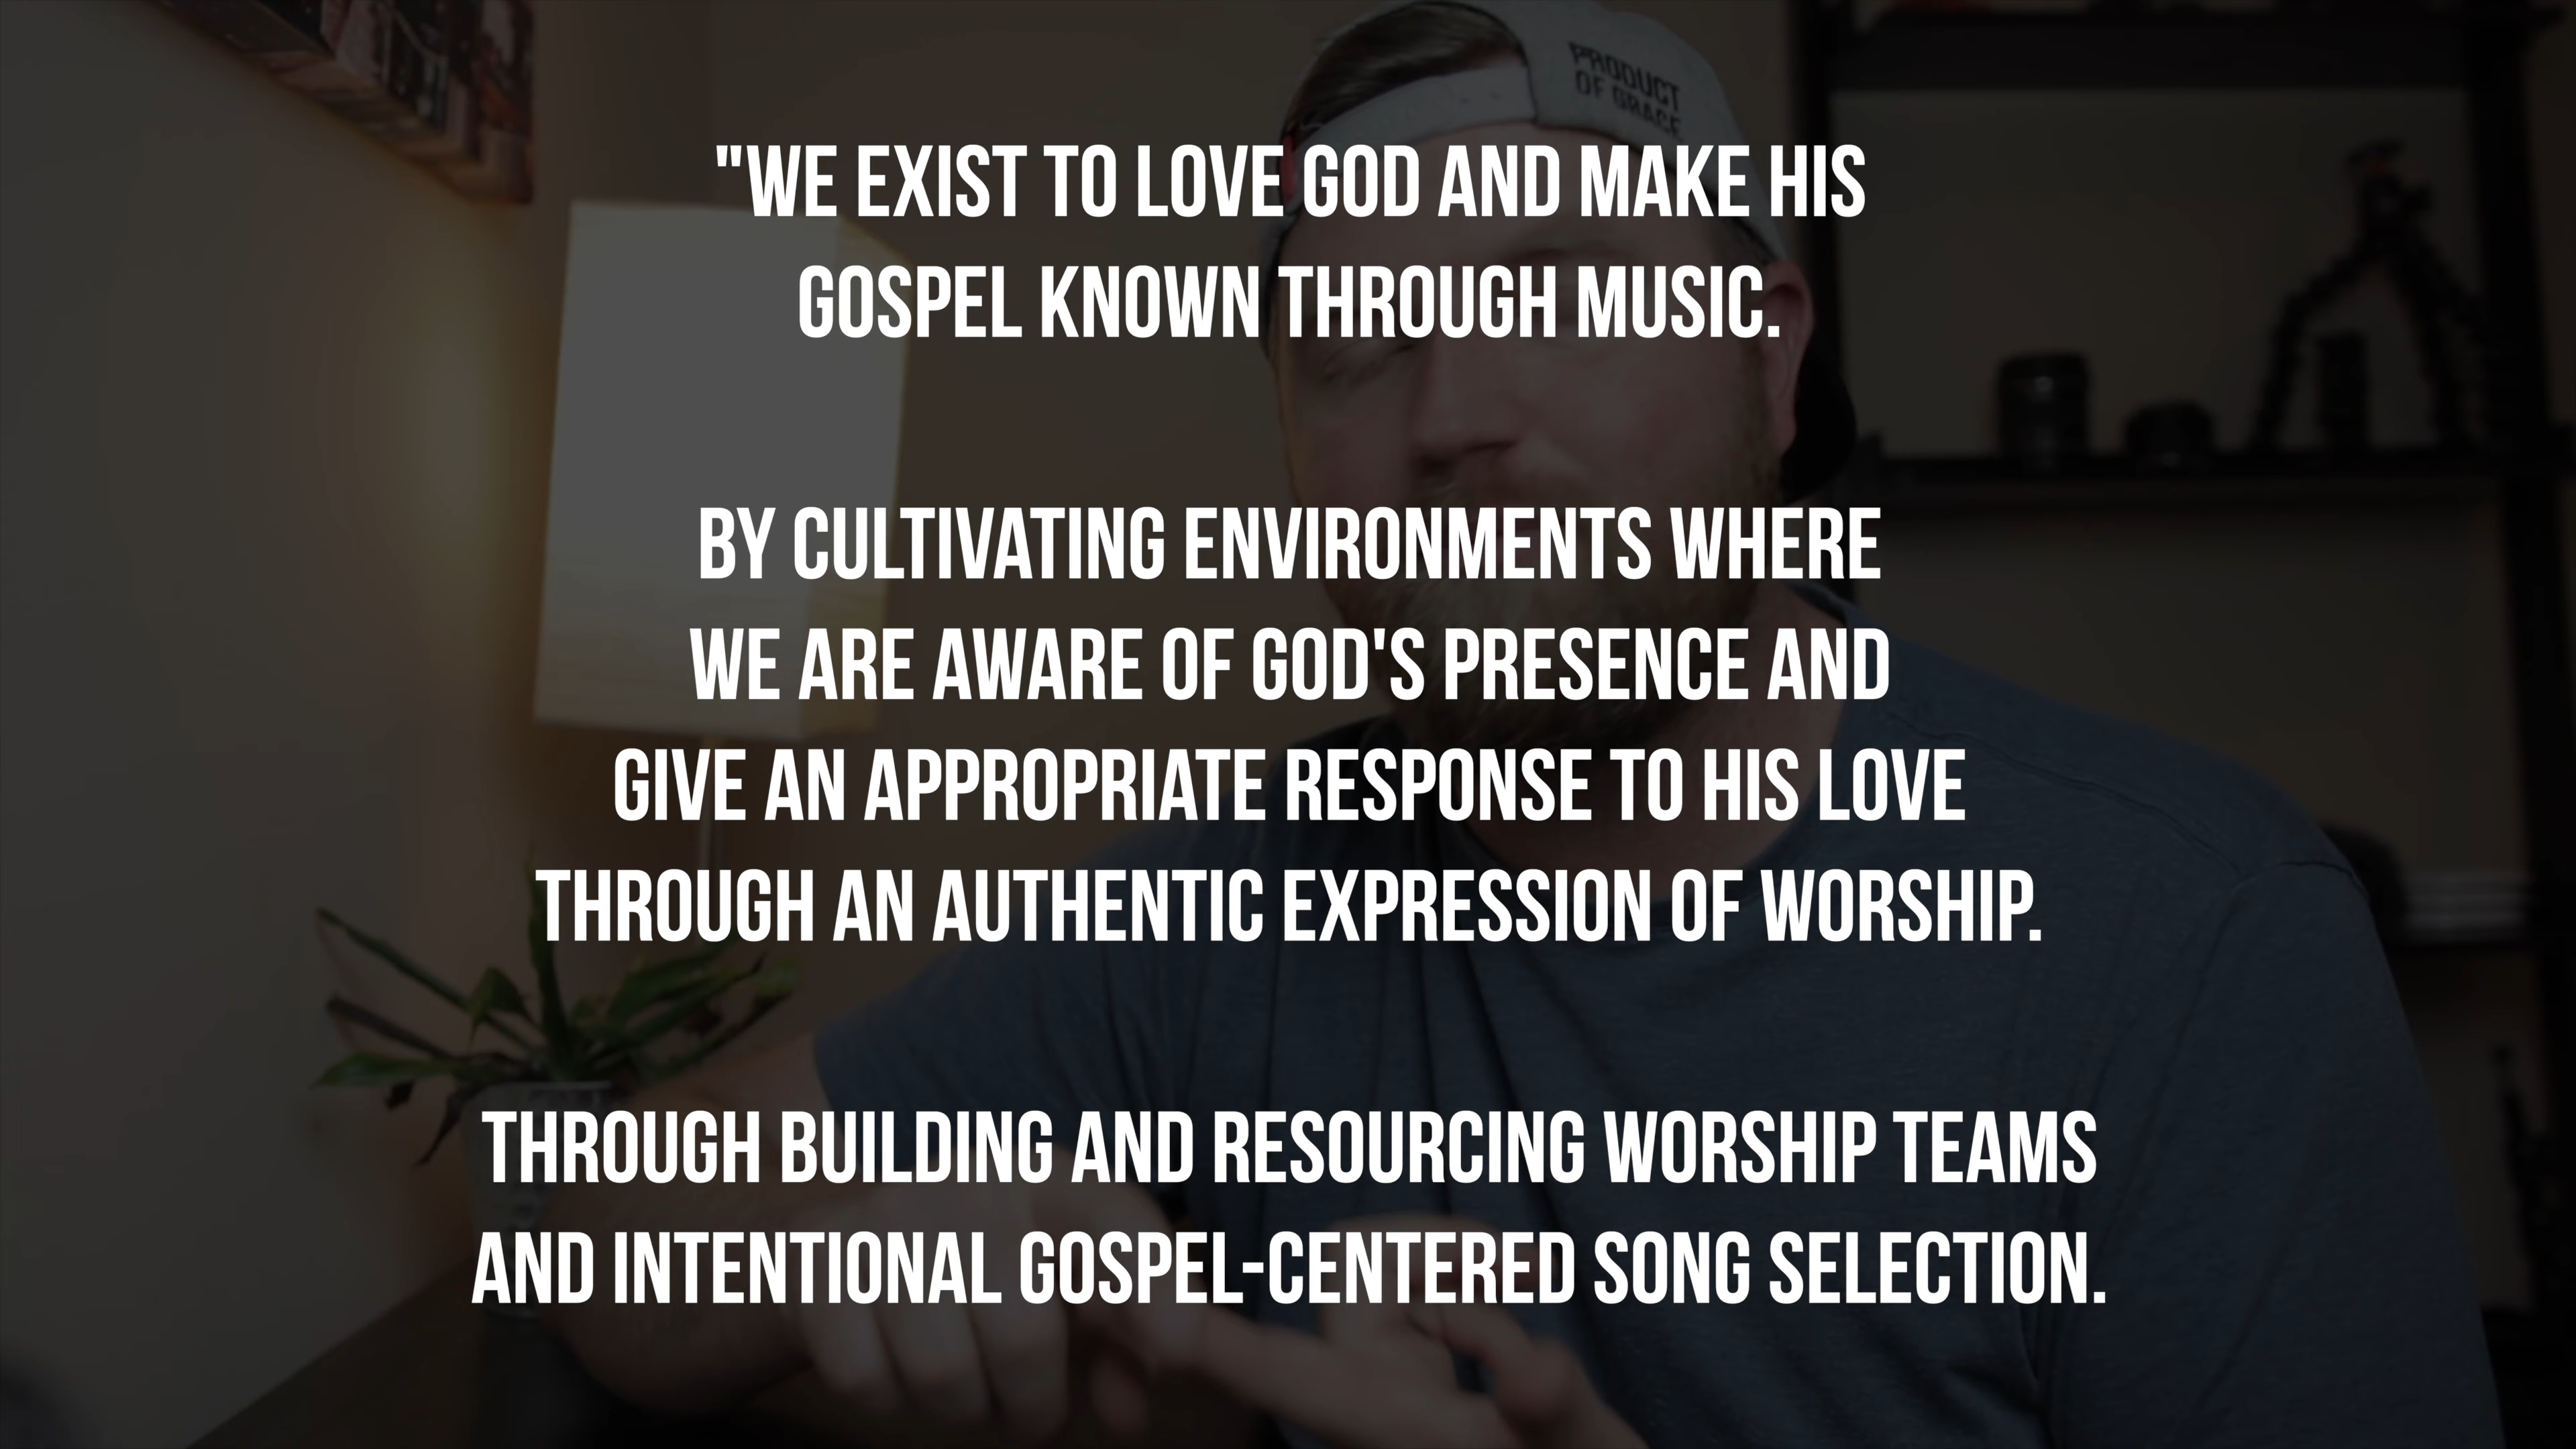 PRODUCT
OF GRACE
"WE EXIST TO LOVE GOD AND MAKE HIS
GOSPEL KNOWN THROUGH MUSIC.
BY CULTIVATING ENVIRONMENTS WHERE
WE ARE AWARE OF GOD'S PRESENCE AND
GIVE AN APPROPRIATE RESPONSE TO HIS LOVE
THROUGH AN AUTHENTIC EXPRESSION OF WORSHIP.
THROUGH BUILDING AND RESOURCING WORSHIP TEAMS
AND INTENTIONAL GOSPEL-CENTERED SONG SELECTION.